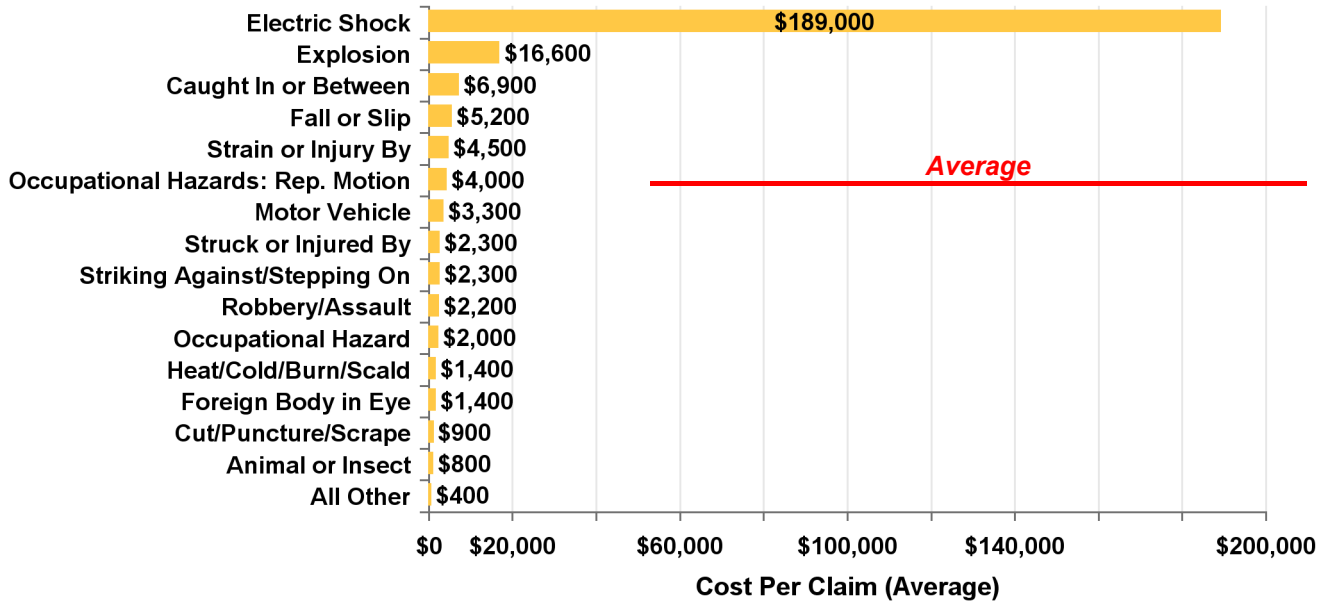 Electric Shock $189,000
Explosion $16,600
Caught In or Between $6,900
Fall or Slip $5,200
Strain or Injury By $4,500
Average
Occupational Hazards: Rep. Motion $4,000
Motor Vehicle $3,300
Struck or Injured By $2,300
Striking Against/Stepping On $2,300
Robbery/Assault $2,200
Occupational Hazard $2,000
Heat/Cold/Burn/Scald $1,400
Foreign Body in Eye $1,400
Cut/Puncture/Scrape $900
Animal or Insect $800
All Other $400
$0 $20,000 $60,000 $100,000 $140,000 $200,000
Cost Per Claim (Average)